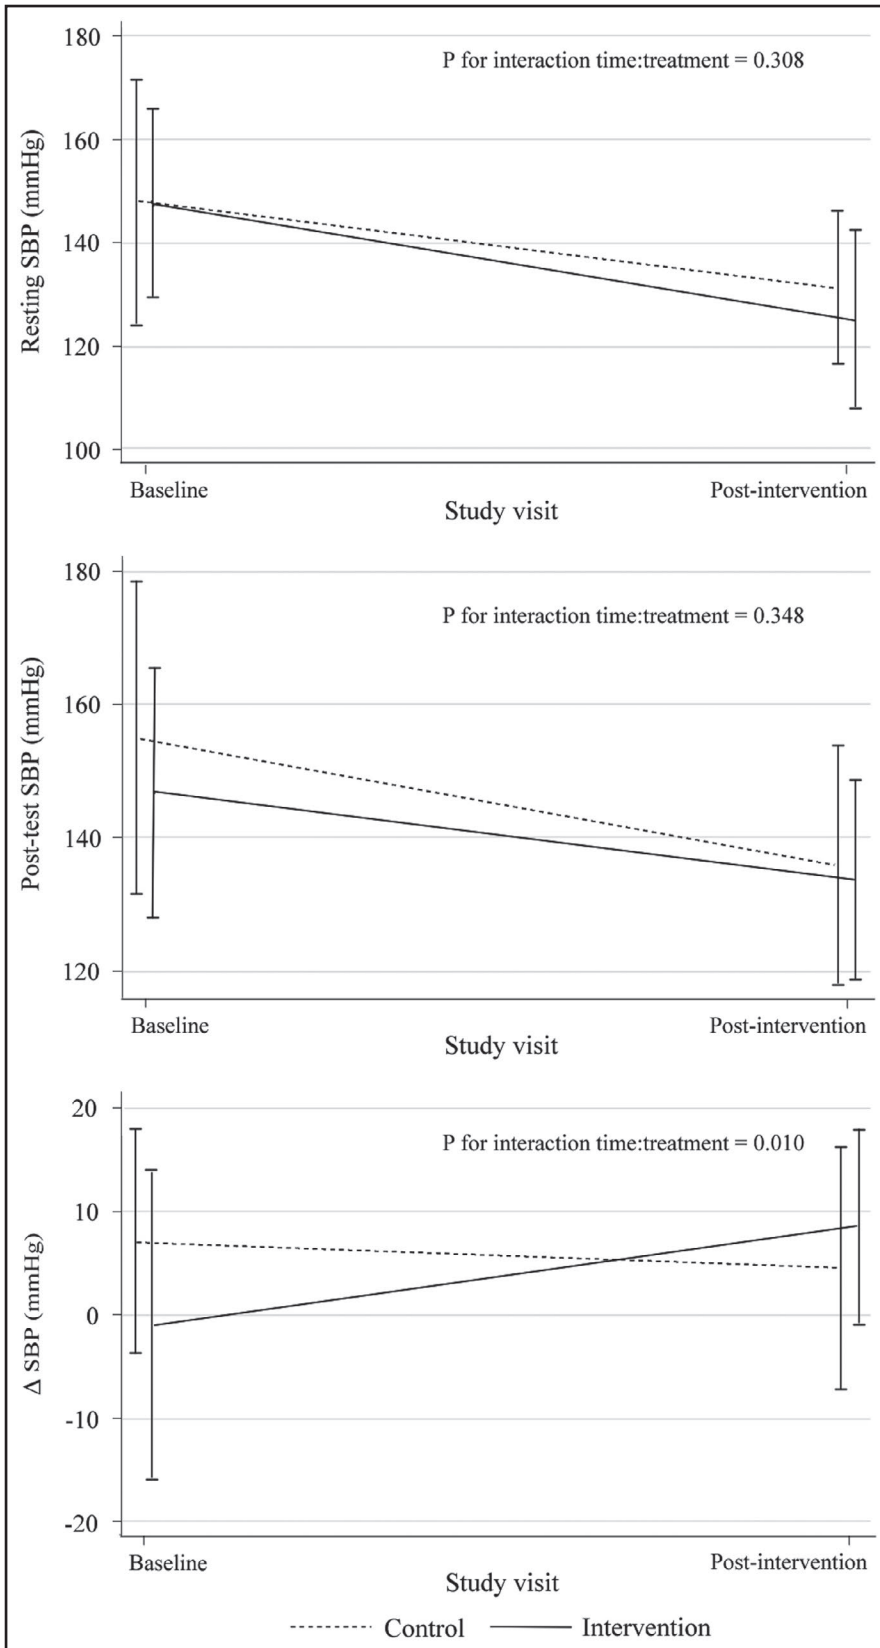 180
P for interaction time:treatment = 0.308
160
Resting SBP (mmHg)
140
120
100
Baseline
Post-intervention
Study visit
180
P for interaction time:treatment = 0.348
160
Post-test SBP (mmHg)
140
120
Baseline
Post-intervention
Study visit
20
P for interaction time:treatment = 0.010
10
0
Δ SBP (mmHg)
-10
-20
Baseline
Post-intervention
Study visit
Control
Intervention